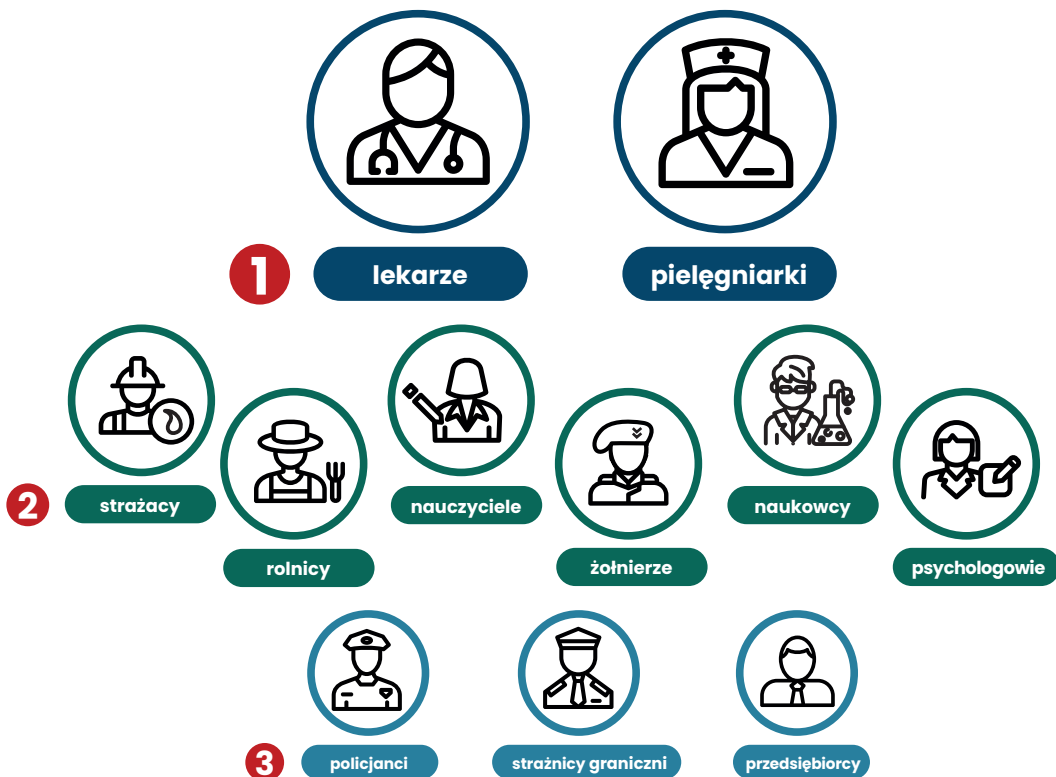 1
lekarze
pielęgniarki
2
strażacy
nauczyciele
naukowcy
rolnicy
żołnierze
psychologowie
3
policjanci
strażnicy graniczni
przedsiębiorcy